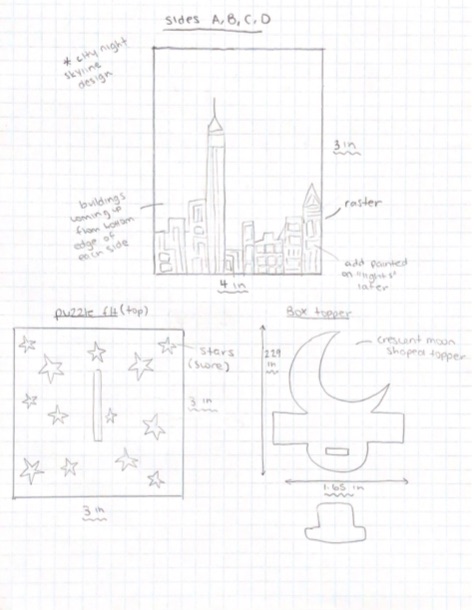 sides A, B, C, D
* city night
skyline
design
3 in
buildings
coming up
from bottom
edge of
each side
raster
add painted
on "lights"
later
4 in
puzzle fit (top)
stars
(score)
3 in
3 in
Box topper
crescent moon
shaped topper
2.29
in
1.65 in